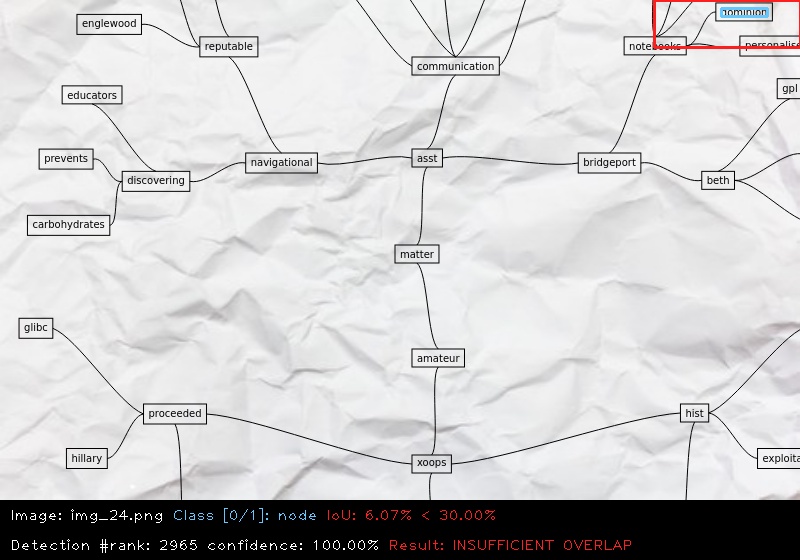 dominion
englewood
reputable
notebooks
personalise
communication
gpl
educators
prevents
navigational
asst
bridgeport
discovering
beth
carbohydrates
matter
glibc
amateur
proceeded
hist
hillary
xoops
exploita
Image: img_24.png Class [0/1]: node IoU: 6.07% < 30.00%
Detection #rank: 2965 confidence: 100.00% Result: INSUFFICIENT OVERLAP